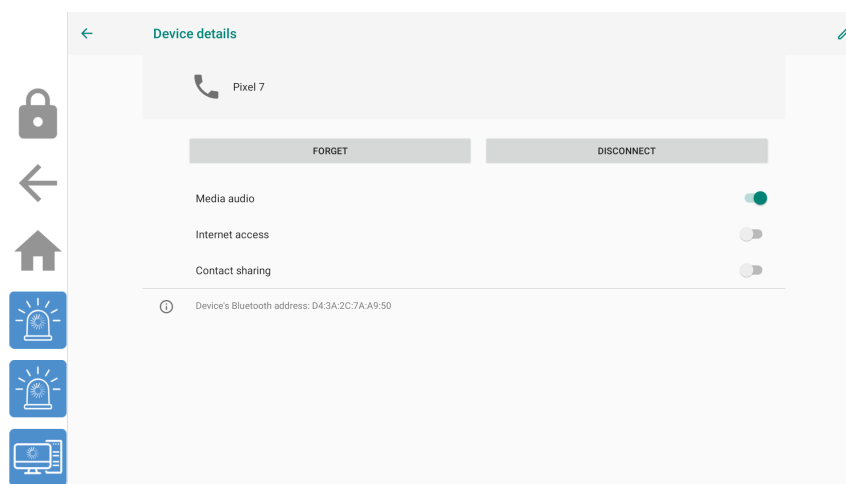 Device details
Pixel 7
FORGET
DISCONNECT
Media audio
Internet access
Contact sharing
Device's Bluetooth address: D4:3A:2C:7A:A9:50